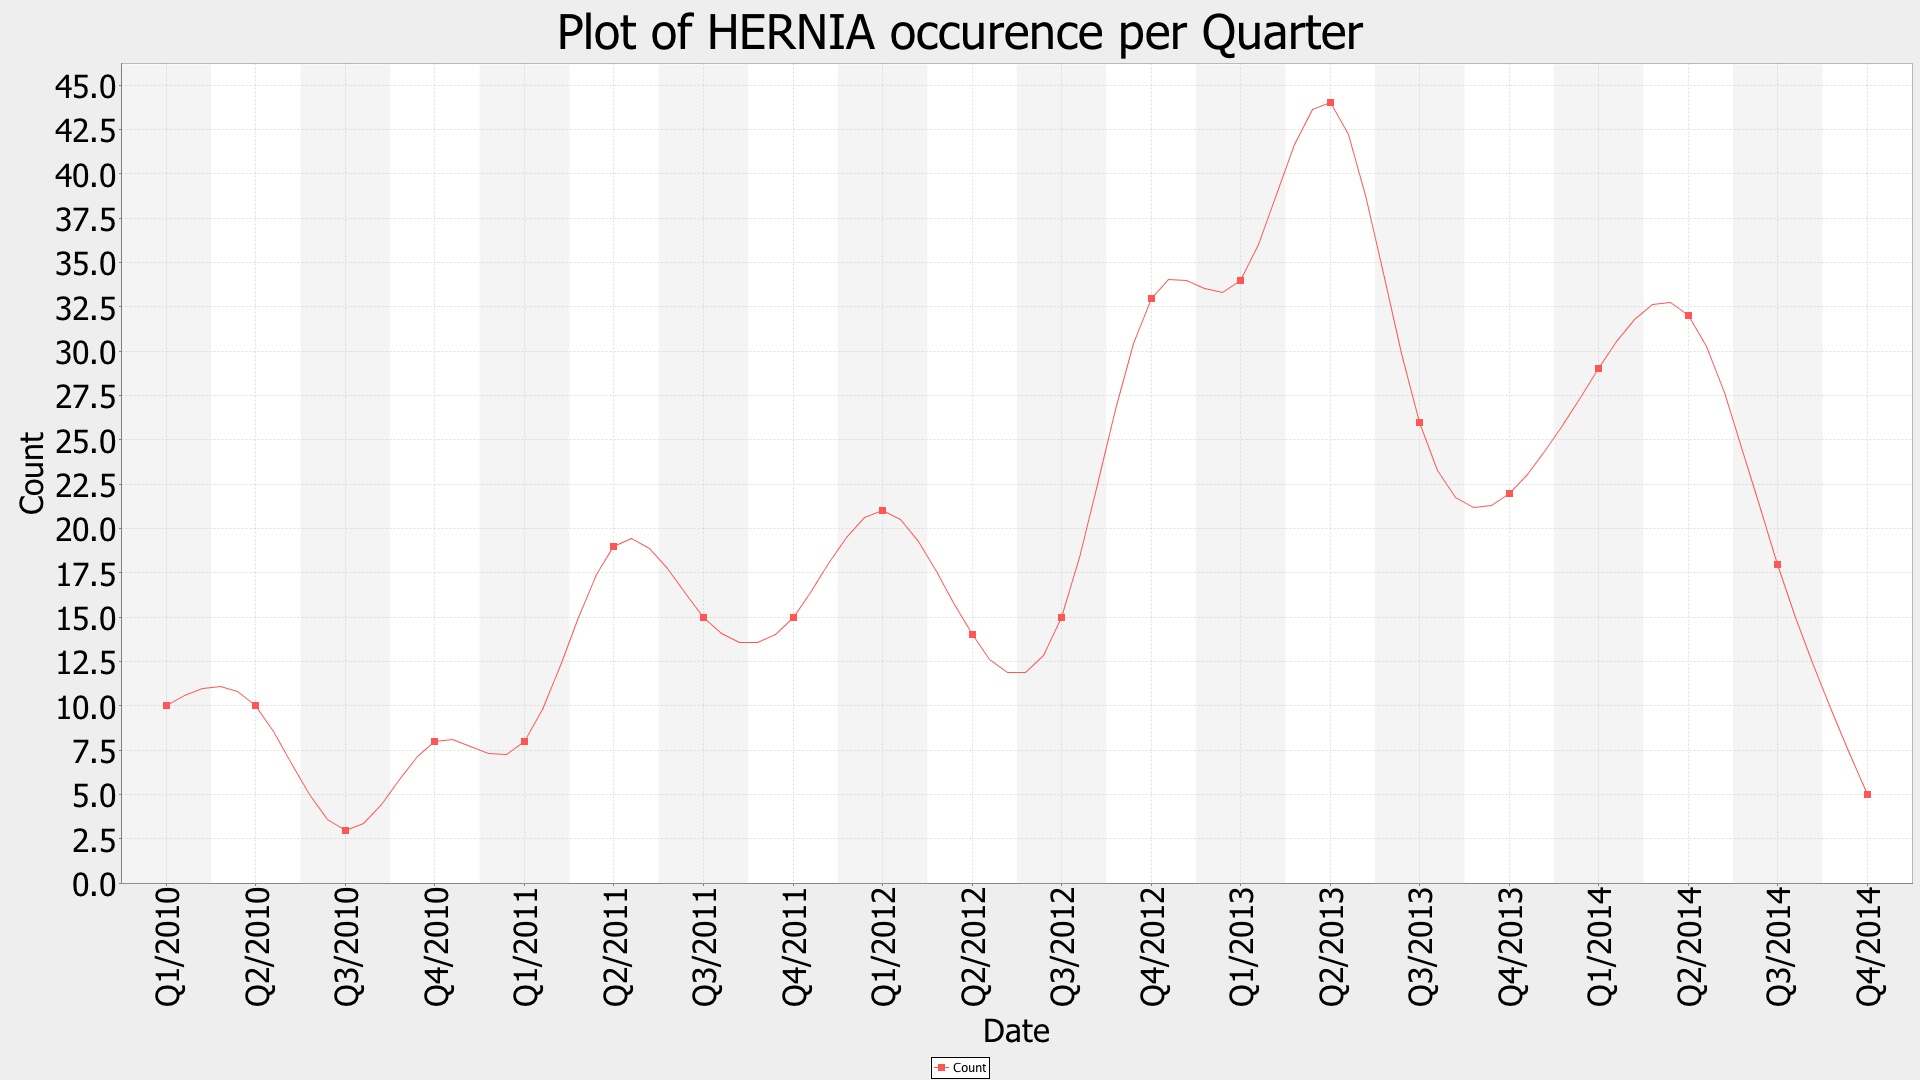 Plot of HERNIA occurence per Quarter
45.0
42.5
40.0
37.5
35.0
32.5
30.0
27.5
25.0
22.5
20.0
17.5
15.0
12.5
10.0
7.5
5.0
2.5
0.0
Count
Q1/2010
Q2/2010
Q3/2010
Q4/2010
Q1/2011
Q2/2011
Q3/2011
Q4/2011
Q1/2012
Q2/2012
Q3/2012
Q4/2012
Q1/2013
Q2/2013
Q3/2013
Q4/2013
Q1/2014
Q2/2014
Q3/2014
Q4/2014
Date
Count